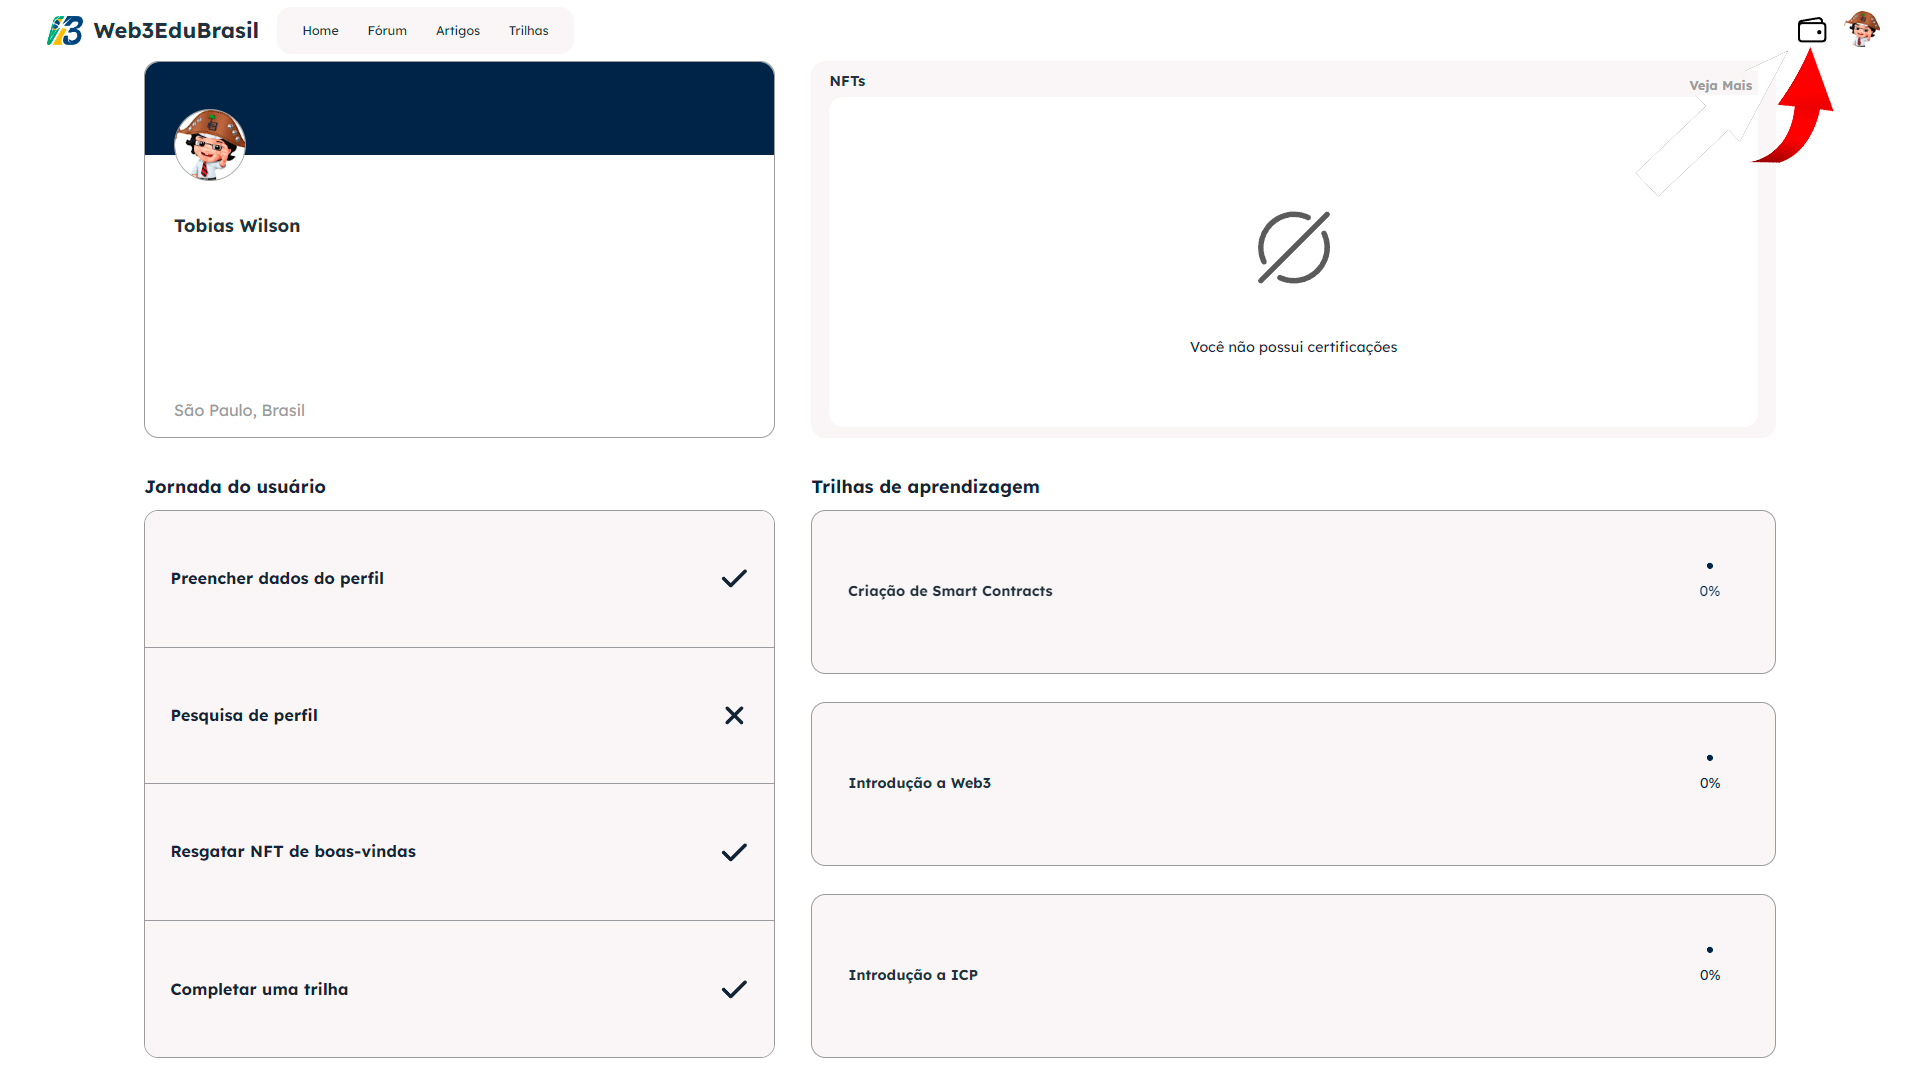 Web3EduBrasil
Home Fórum Artigos Trilhas
Tobias Wilson
São Paulo, Brasil
NFTs
Veja Mais
Você não possui certificações
Jornada do usuário
Preencher dados do perfil
Pesquisa de perfil
Resgatar NFT de boas-vindas
Completar uma trilha
Trilhas de aprendizagem
Criação de Smart Contracts
0%
Introdução a Web3
0%
Introdução a ICP
0%